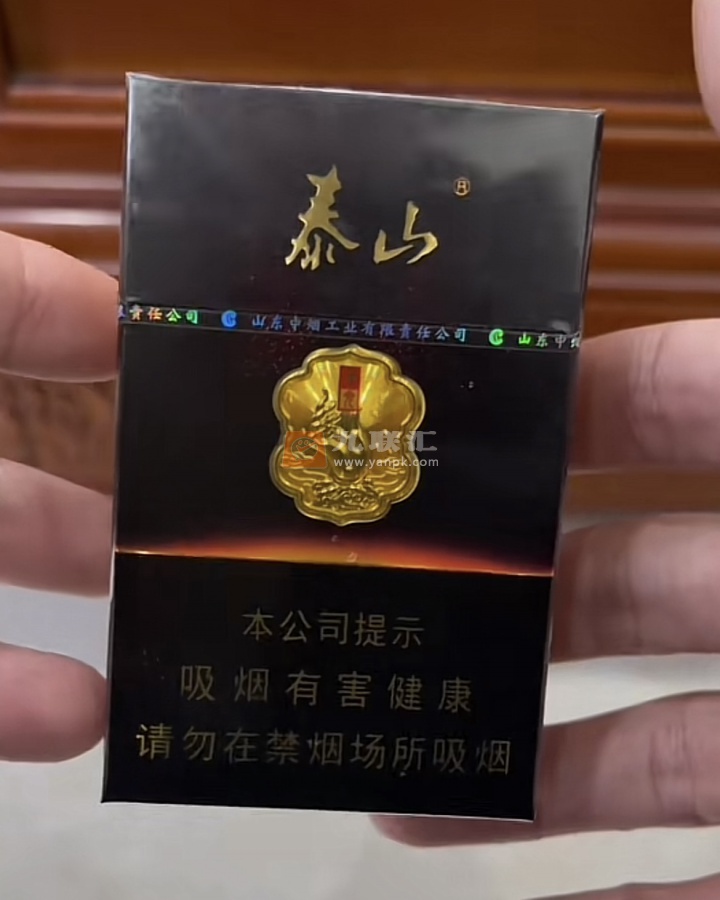 泰山
®
责任公司 山东中烟工业有限责任公司 山东中
汇联汇
www.yanpk.com
本公司提示
吸烟有害健康
请勿在禁烟场所吸烟